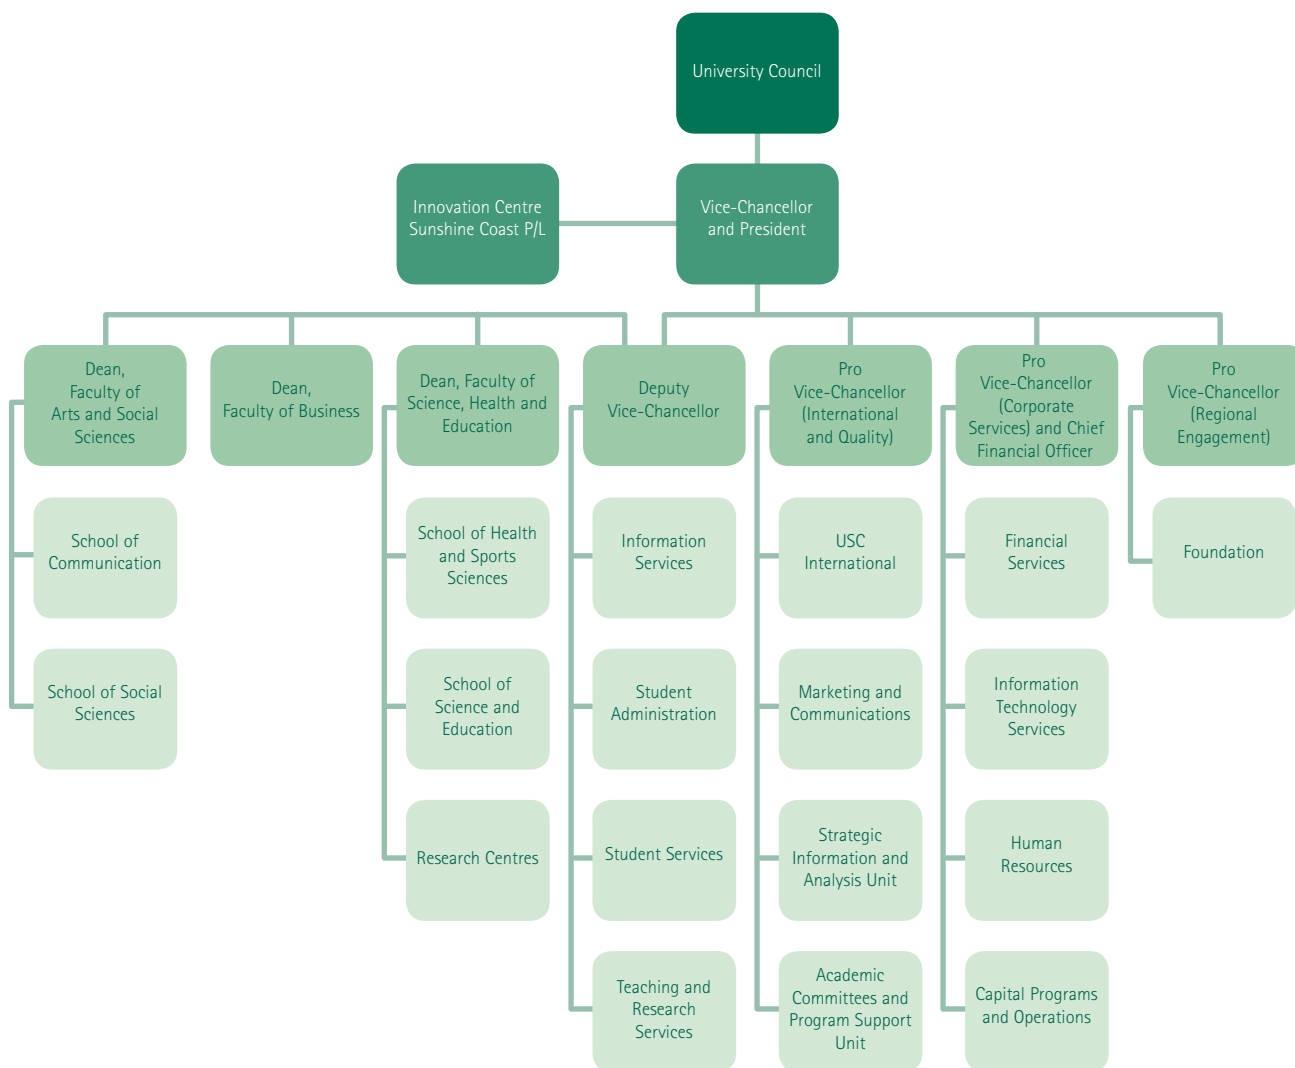 University Council
Innovation Centre
Sunshine Coast P/L
Vice-Chancellor
and President
Dean,
Faculty of
Arts and Social
Sciences
Dean,
Faculty of Business
Dean, Faculty of
Science, Health and
Education
Deputy
Vice-Chancellor
Pro
Vice-Chancellor
(International
and Quality)
Pro
Vice-Chancellor
(Corporate
Services) and Chief
Financial Officer
Pro
Vice-Chancellor
(Regional
Engagement)
School of
Communication
School of Health
and Sports
Sciences
Information
Services
USC
International
Financial
Services
Foundation
School of Social
Sciences
School of
Science and
Education
Student
Administration
Marketing and
Communications
Information
Technology
Services
Research Centres
Student Services
Strategic
Information and
Analysis Unit
Human
Resources
Teaching and
Research
Services
Academic
Committees and
Program Support
Unit
Capital Programs
and Operations